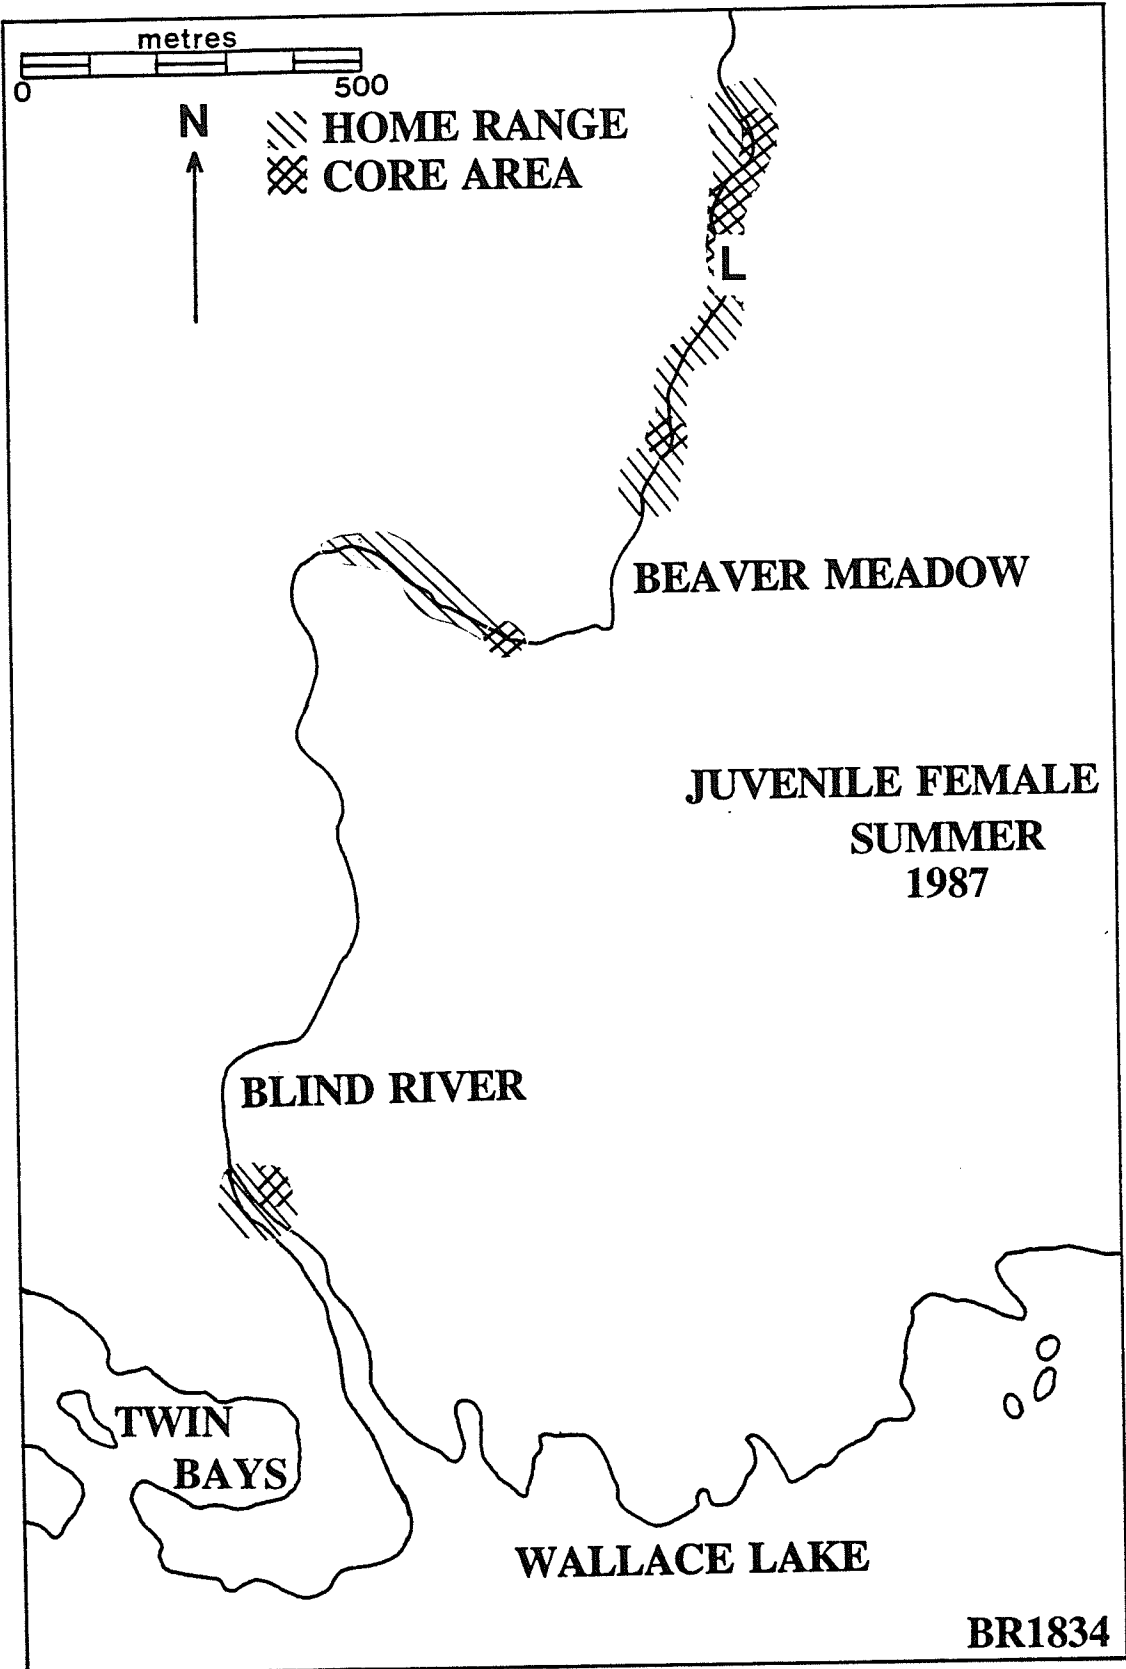 metres
0 500
N
HOME RANGE
CORE AREA
L
BEAVER MEADOW
JUVENILE FEMALE
SUMMER
1987
BLIND RIVER
TWIN
BAYS
WALLACE LAKE
BR1834